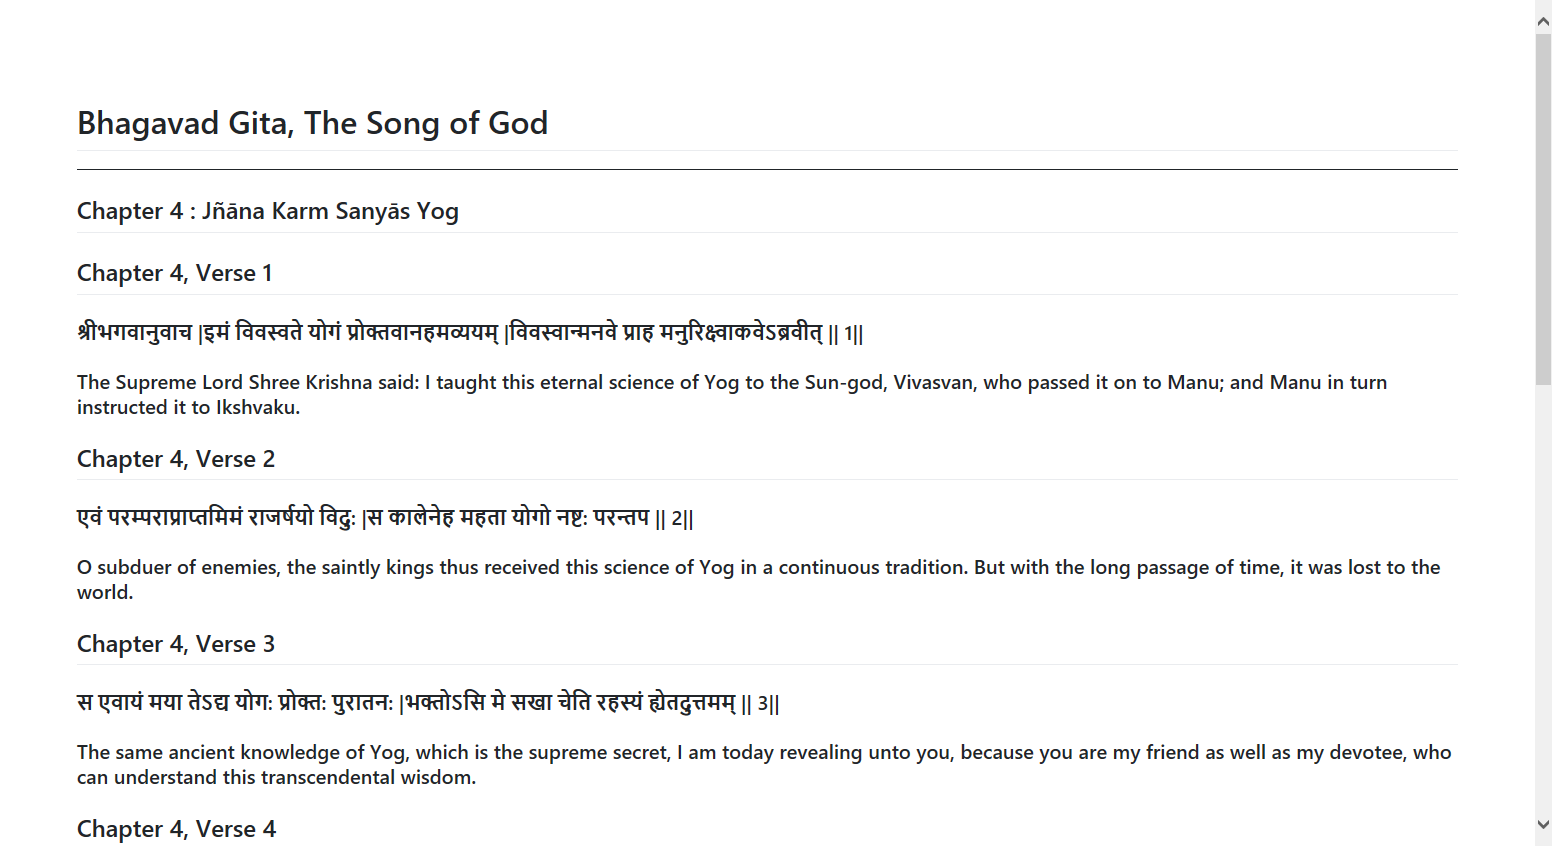 Bhagavad Gita, The Song of God
Chapter 4 : Jñāna Karm Sanyās Yog
Chapter 4, Verse 1
श्रीभगवानुवाच |इमं विवस्वते योगं प्रोक्तवानहमव्ययम् |विवस्वान्मनवे प्राह मनुरिक्ष्वाकवेऽब्रवीत् || 1||
The Supreme Lord Shree Krishna said: I taught this eternal science of Yog to the Sun-god, Vivasvan, who passed it on to Manu; and Manu in turn
instructed it to Ikshvaku.
Chapter 4, Verse 2
एवं परम्पराप्राप्तमिमं राजर्षयो विदु: |स कालेनेह महता योगो नष्ट: परन्तप || 2||
O subduer of enemies, the saintly kings thus received this science of Yog in a continuous tradition. But with the long passage of time, it was lost to the
world.
Chapter 4, Verse 3
स एवायं मया तेऽद्य योग: प्रोक्त: पुरातन: |भक्तोऽसि मे सखा चेति रहस्यं ह्येतदुत्तमम् || 3||
The same ancient knowledge of Yog, which is the supreme secret, I am today revealing unto you, because you are my friend as well as my devotee, who
can understand this transcendental wisdom.
Chapter 4, Verse 4